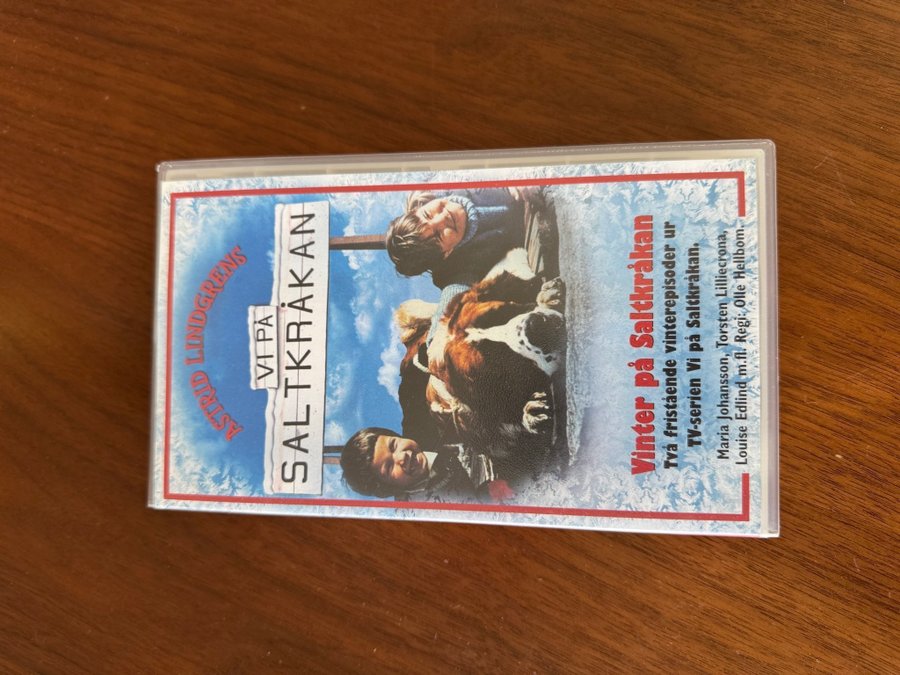 ASTRID LINDGRENS
VI PÅ
SALTKRÅKAN
Vinter på Saltkråkan
Två fristående vinterepisoder ur
TV-serien Vi på Saltkråkan.
Maria Johansson, Torsten Lilliecrona,
Louise Edlind m.fl. Regi: Olle Hellbom.